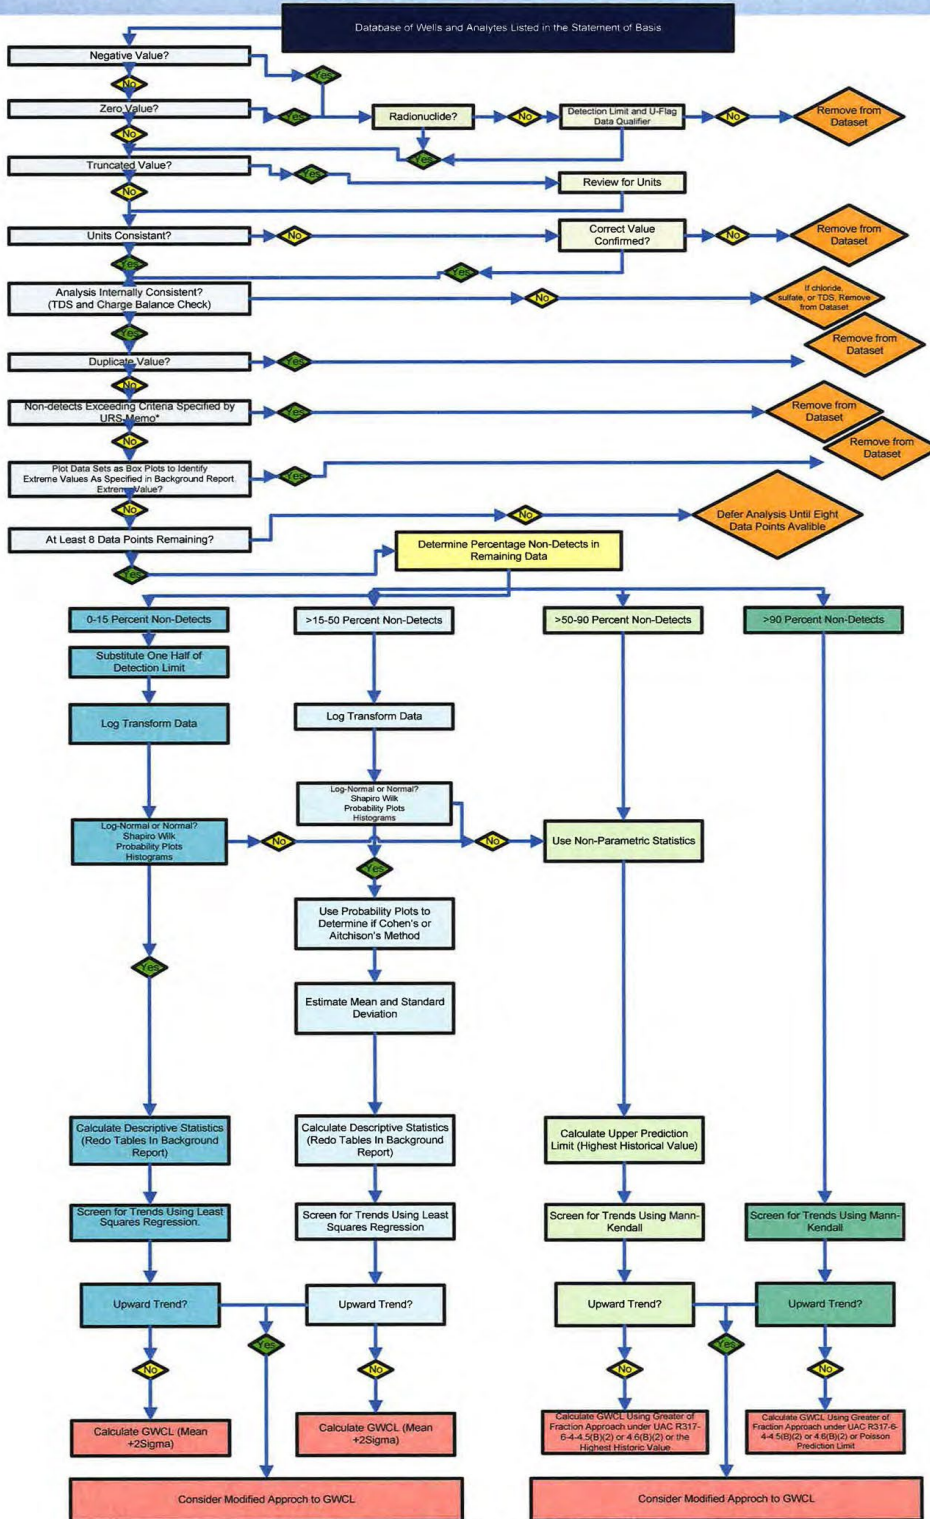 Database of Wells and Analytes Listed in the Statement of Basis
Negative Value?
Yes
No
Zero Value?
Yes
Radionuclide?
No
Detection Limit and U-Flag
Data Qualifier
No
Remove from
Dataset
No
Yes
Truncated Value?
Yes
Review for Units
No
Units Consistant?
No
Correct Value
Confirmed?
No
Remove from
Dataset
Yes
Yes
Analysis Internally Consistent?
(TDS and Charge Balance Check)
No
If chloride,
sulfate, or TDS, Remove
from Dataset
Yes
Remove from
Dataset
Duplicate Value?
Yes
No
Non-detects Exceeding Criteria Specified by
URS Memo*
Yes
Remove from
Dataset
No
Plot Data Sets as Box Plots to Identify
Extreme Values As Specified in Background Report.
Extreme Value?
Yes
Remove from
Dataset
No
At Least 8 Data Points Remaining?
No
Defer Analysis Until Eight
Data Points Avalible
Yes
Determine Percentage Non-Detects in
Remaining Data
0-15 Percent Non-Detects
>15-50 Percent Non-Detects
>50-90 Percent Non-Detects
>90 Percent Non-Detects
Substitute One Half of
Detection Limit
Log Transform Data
Log Transform Data
Log-Normal or Normal?
Shapiro Wilk
Probability Plots
Histograms
Log-Normal or Normal?
Shapiro Wilk
Probability Plots
Histograms
No
No
Use Non-Parametric Statistics
Yes
Use Probability Plots to
Determine if Cohen's or
Aitchison's Method
Yes
Estimate Mean and Standard
Deviation
Calculate Descriptive Statistics
(Redo Tables In Background
Report)
Calculate Descriptive Statistics
(Redo Tables In Background
Report)
Calculate Upper Prediction
Limit (Highest Historical Value)
Screen for Trends Using Least
Squares Regression.
Screen for Trends Using Least
Squares Regression
Screen for Trends Using Mann-
Kendall
Screen for Trends Using Mann-
Kendall
Upward Trend?
Upward Trend?
Upward Trend?
Upward Trend?
Yes
Yes
No
No
No
No
Calculate GWCL (Mean
+2Sigma)
Calculate GWCL (Mean
+2Sigma)
Calculate GWCL Using Greater of
Fraction Approach under UAC R317-
6-4-4.5(B)(2) or 4.6(B)(2) or the
Highest Historic Value.
Calculate GWCL Using Greater of
Fraction Approach under UAC R317-6-
4-4.5(B)(2) or 4.6(B)(2) or Poisson
Prediction Limit
Consider Modified Approch to GWCL
Consider Modified Approch to GWCL